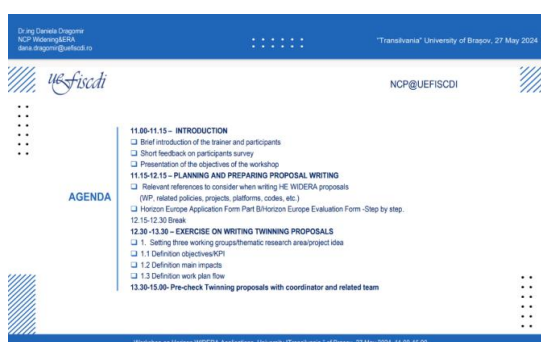 Dr.ing Daniela Dragomir
NCP Widening&ERA
dana.dragomir@uefiscdi.ro
"Transilvania" University of Brașov, 27 May 2024
uefiscdi
NCP@UEFISCDI
AGENDA
11.00-11.15 – INTRODUCTION
Brief introduction of the trainer and participants
Short feedback on participants survey
Presentation of the objectives of the workshop
11.15-12.15 – PLANNING AND PREPARING PROPOSAL WRITING
Relevant references to consider when writing HE WIDERA proposals
(WP, related policies, projects, platforms, codes, etc.)
Horizon Europe Application Form Part B/Horizon Europe Evaluation Form -Step by step.
12.15-12.30 Break
12.30 -13.30 – EXERCISE ON WRITING TWINNING PROPOSALS
1. Setting three working groups/thematic research area/project idea
1.1 Definition objectives/KPI
1.2 Definition main impacts
1.3 Definition work plan flow
13.30-15.00- Pre-check Twinning proposals with coordinator and related team